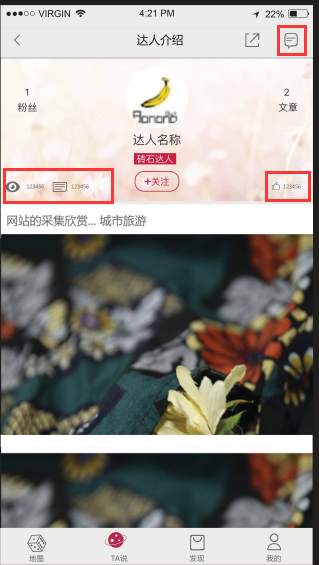 ●●●○○ VIRGIN 4:21 PM 22%
达人介绍
1
粉丝
2
文章
达人名称
砖石达人
+关注
123456 123456 123456
网站的采集欣赏... 城市旅游
地图 TA说 发现 我的